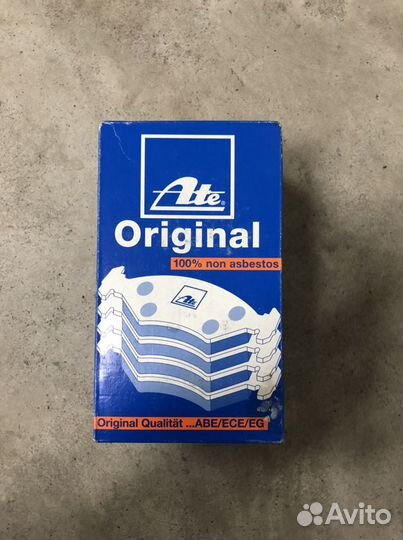 Ate
Original
100% non asbestos
Ate
Original Qualität ...ABE/ECE/EG
Avito